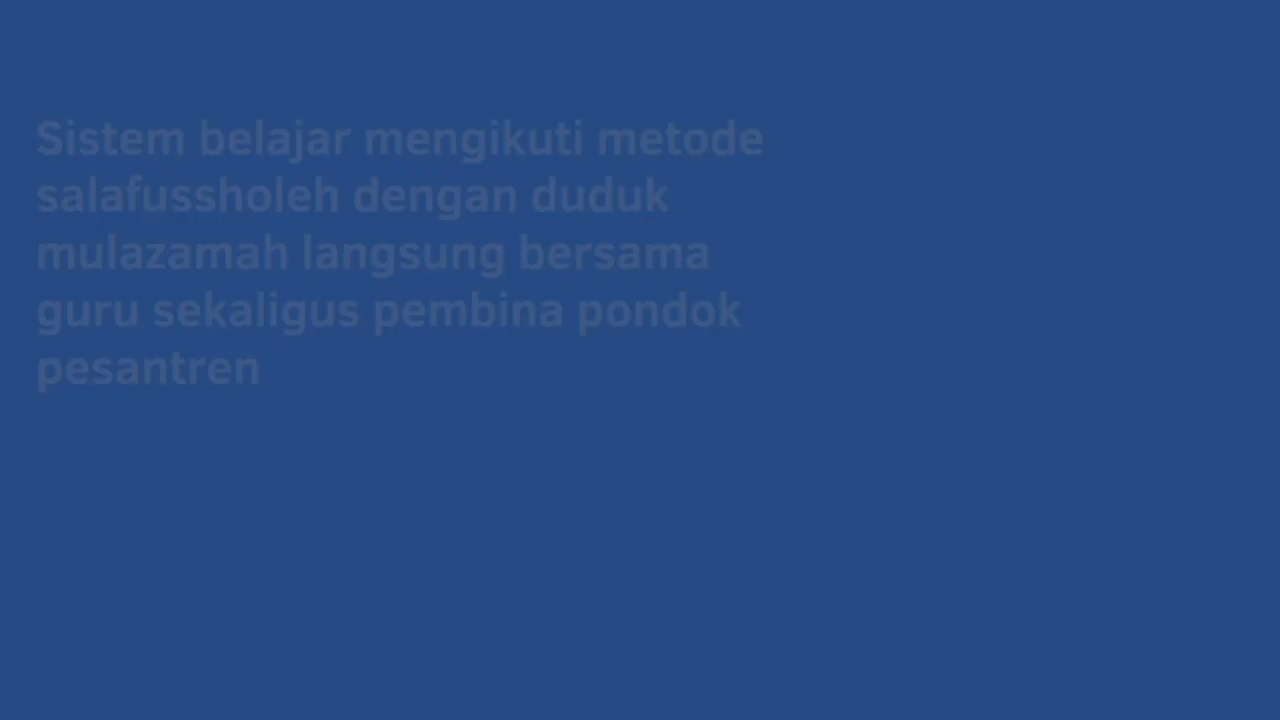 Sistem belajar mengikuti metode
salafussholeh dengan duduk
mulazamah langsung bersama
guru sekaligus pembina pondok
pesantren